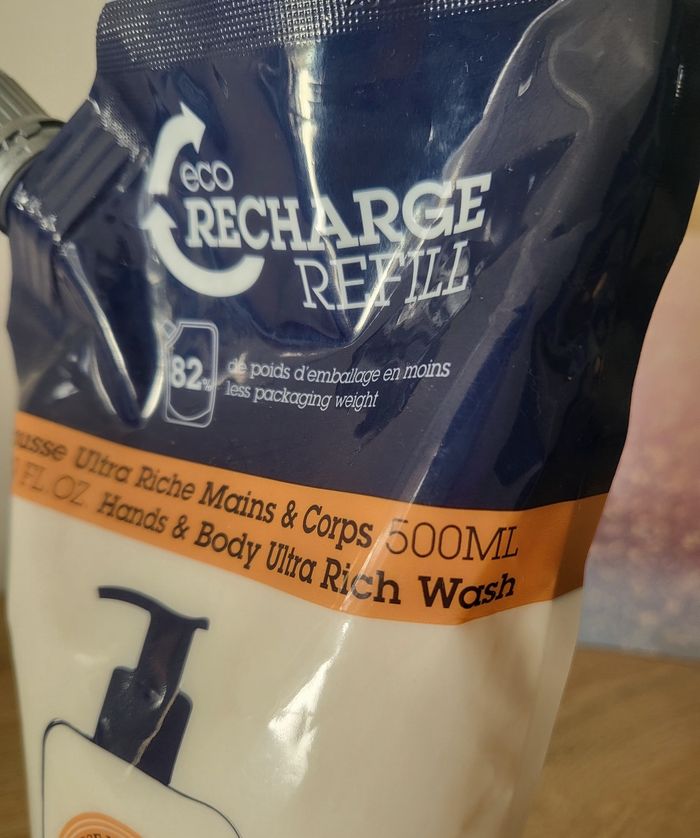 eco
RECHARGE
REFILL
82%
de poids d'emballage en moins
less packaging weight
Ultra Riche Mains & Corps 500ML
FL. OZ Hands & Body Ultra Rich Wash